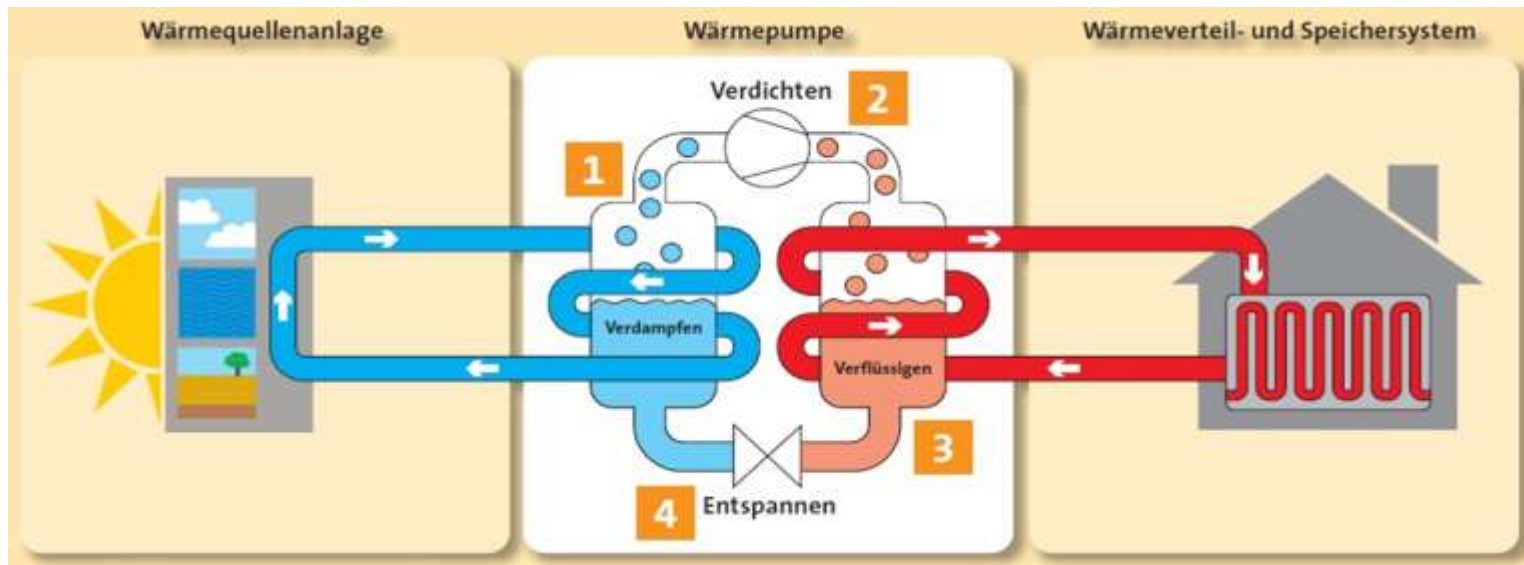 Wärmequellenanlage
Wärmepumpe
Wärmeverteil- und Speichersystem
Verdichten
2
1
Verdampfen
Verflüssigen
3
4
Entspannen